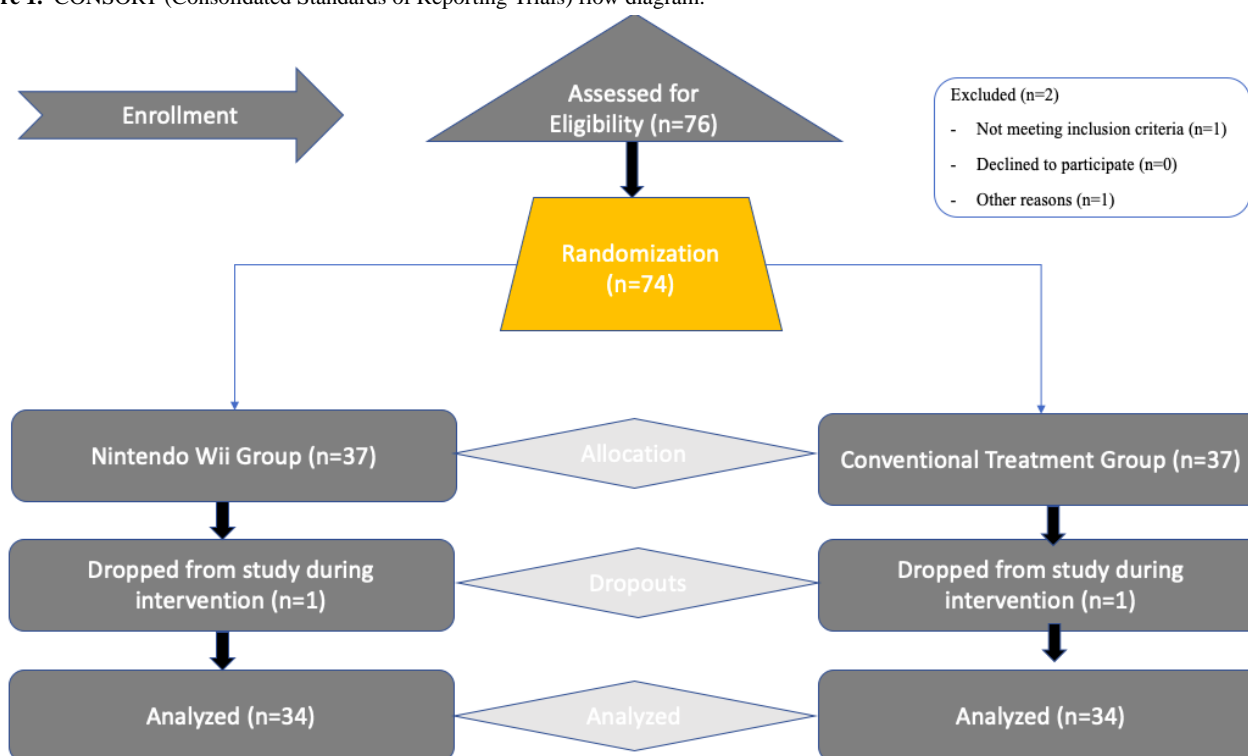 CONSORT (Consolidated Standards of Reporting Trials) flow diagram.
Enrollment
Assessed for
Eligibility (n=76)
Excluded (n=2)
- Not meeting inclusion criteria (n=1)
- Declined to participate (n=0)
- Other reasons (n=1)
Randomization
(n=74)
Nintendo Wii Group (n=37)
Allocation
Conventional Treatment Group (n=37)
Dropped from study during
intervention (n=1)
Dropouts
Dropped from study during
intervention (n=1)
Analyzed (n=34)
Analyzed
Analyzed (n=34)